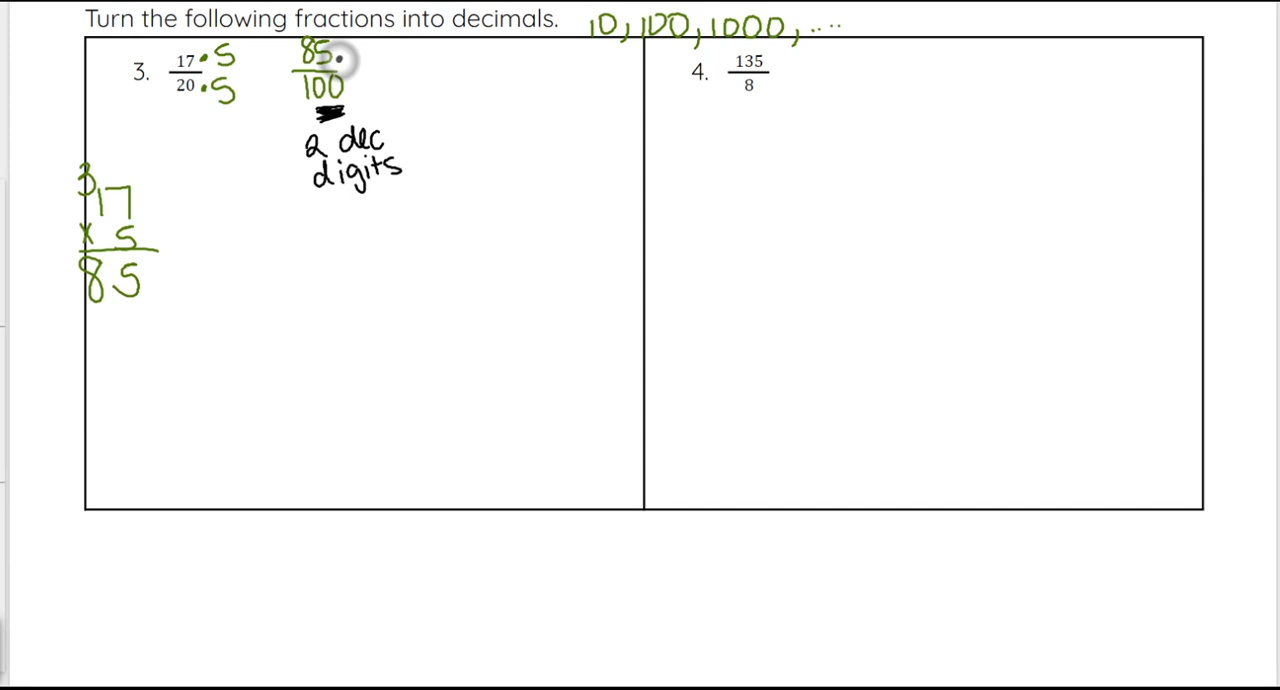 Turn the following fractions into decimals. 10, 100, 1000, ....
3. 17/20 •5/•5 85./100
2 dec
digits
3
17
x 5
85
4. 135/8